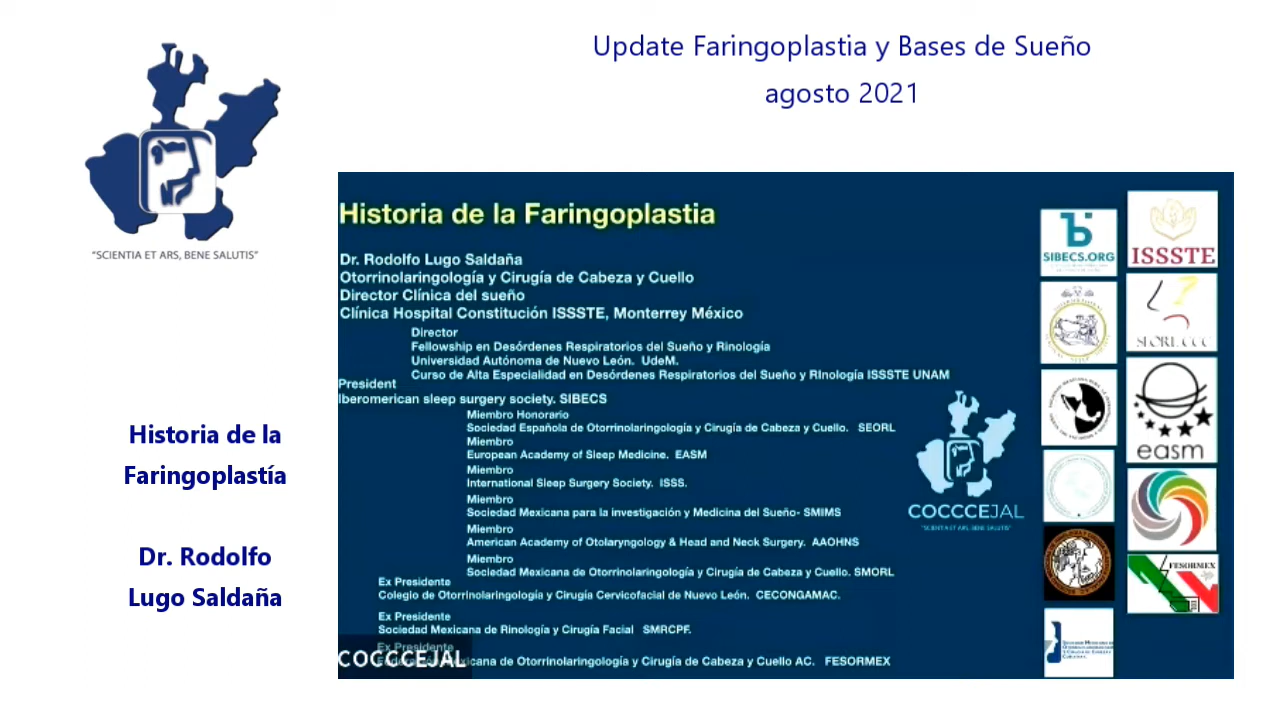 Update Faringoplastia y Bases de Sueño
agosto 2021
"SCIENTIA ET ARS, BENE SALUTIS"
Historia de la
Faringoplastía
Dr. Rodolfo
Lugo Saldaña
Historia de la Faringoplastia
Dr. Rodolfo Lugo Saldaña
Otorrinolaringología y Cirugía de Cabeza y Cuello
Director Clínica del sueño
Clínica Hospital Constitución ISSSTE, Monterrey México
Director
Fellowship en Desórdenes Respiratorios del Sueño y Rinología
Universidad Autónoma de Nuevo León. UdeM.
Curso de Alta Especialidad en Desórdenes Respiratorios del Sueño y RInología ISSSTE UNAM
President
Iberomerican sleep surgery society. SIBECS
Miembro Honorario
Sociedad Española de Otorrinolaringología y Cirugía de Cabeza y Cuello. SEORL
Miembro
European Academy of Sleep Medicine. EASM
Miembro
International Sleep Surgery Society. ISSS.
Miembro
Sociedad Mexicana para la investigación y Medicina del Sueño- SMIMS
Miembro
American Academy of Otolaryngology & Head and Neck Surgery. AAOHNS
Miembro
Sociedad Mexicana de Otorrinolaringología y Cirugía de Cabeza y Cuello. SMORL
Ex Presidente
Colegio de Otorrinolaringología y Cirugía Cervicofacial de Nuevo León. CECONGAMAC.
Ex Presidente
Sociedad Mexicana de Rinología y Cirugía Facial SMRCPF.
Ex Presidente
Mexicana de Otorrinolaringología y Cirugía de Cabeza y Cuello AC. FESORMEX
COCCCEJAL
COCCCEJAL
"SCIENTIA ET ARS, BENE SALUTIS"
SIBECS.ORG
ISSSTE
SEORL CCC
easm
FESORMEX